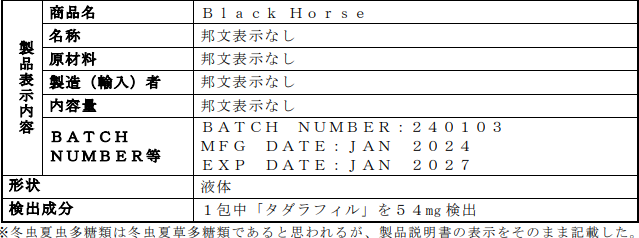 製品表示内容
商品名 Ｂｌａｃｋ Ｈｏｒｓｅ
名称 邦文表示なし
原材料 邦文表示なし
製造（輸入）者 邦文表示なし
内容量 邦文表示なし
ＢＡＴＣＨ ＮＵＭＢＥＲ等
ＢＡＴＣＨ ＮＵＭＢＥＲ：２４０１０３
ＭＦＧ ＤＡＴＥ：ＪＡＮ ２０２４
ＥＸＰ ＤＡＴＥ：ＪＡＮ ２０２７
形状 液体
検出成分 １包中「タダラフィル」を５４㎎検出
※冬虫夏虫多糖類は冬虫夏草多糖類であると思われるが、製品説明書の表示をそのまま記載した。